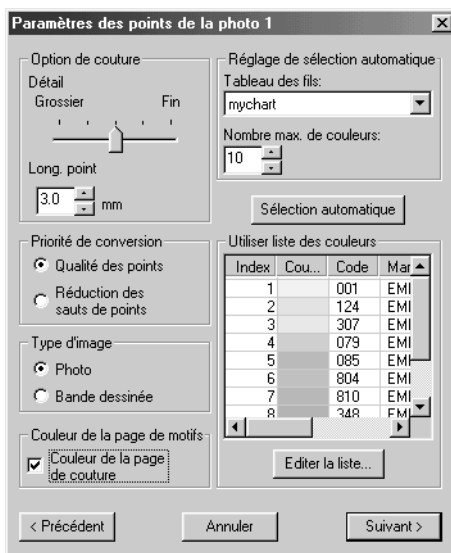 Paramètres des points de la photo 1
Option de couture
Détail
Grossier Fin
Long. point
3.0 mm
Priorité de conversion
Qualité des points
Réduction des
sauts de points
Type d'image
Photo
Bande dessinée
Couleur de la page de motifs
Couleur de la page
de couture
Réglage de sélection automatique
Tableau des fils:
mychart
Nombre max. de couleurs:
10
Sélection automatique
Utiliser liste des couleurs
Index Cou... Code Mar
1 001 EMI
2 124 EMI
3 307 EMI
4 079 EMI
5 085 EMI
6 804 EMI
7 810 EMI
8 348 EMI
Editer la liste...
< Précédent Annuler Suivant >